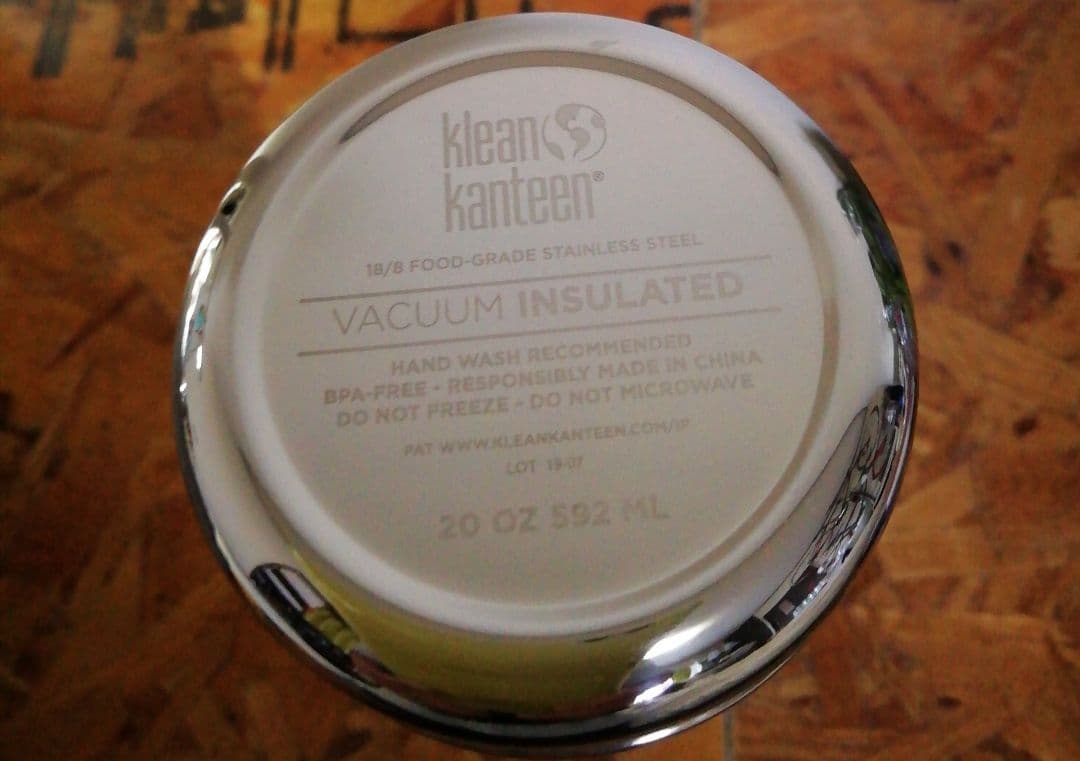 klean
kanteen®
18/8 FOOD-GRADE STAINLESS STEEL
VACUUM INSULATED
HAND WASH RECOMMENDED
BPA-FREE • RESPONSIBLY MADE IN CHINA
DO NOT FREEZE • DO NOT MICROWAVE
PAT WWW.KLEANKANTEEN.COM/IP
LOT 19-07
20 OZ 592 ML